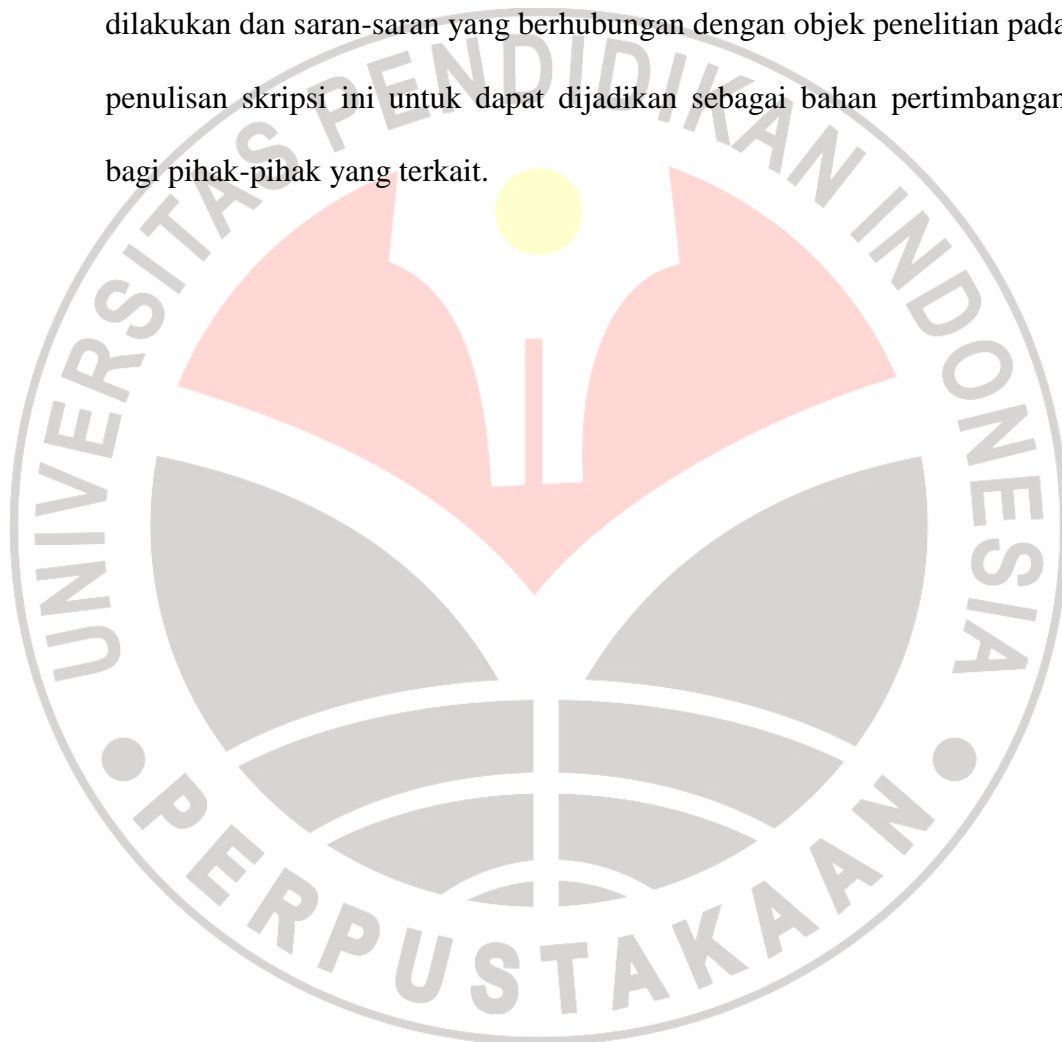 dilakukan dan saran-saran yang berhubungan dengan objek penelitian pada
penulisan skripsi ini untuk dapat dijadikan sebagai bahan pertimbangan
bagi pihak-pihak yang terkait.
UNIVERSITAS PENDIDIKAN INDONESIA
PERPUSTAKAAN